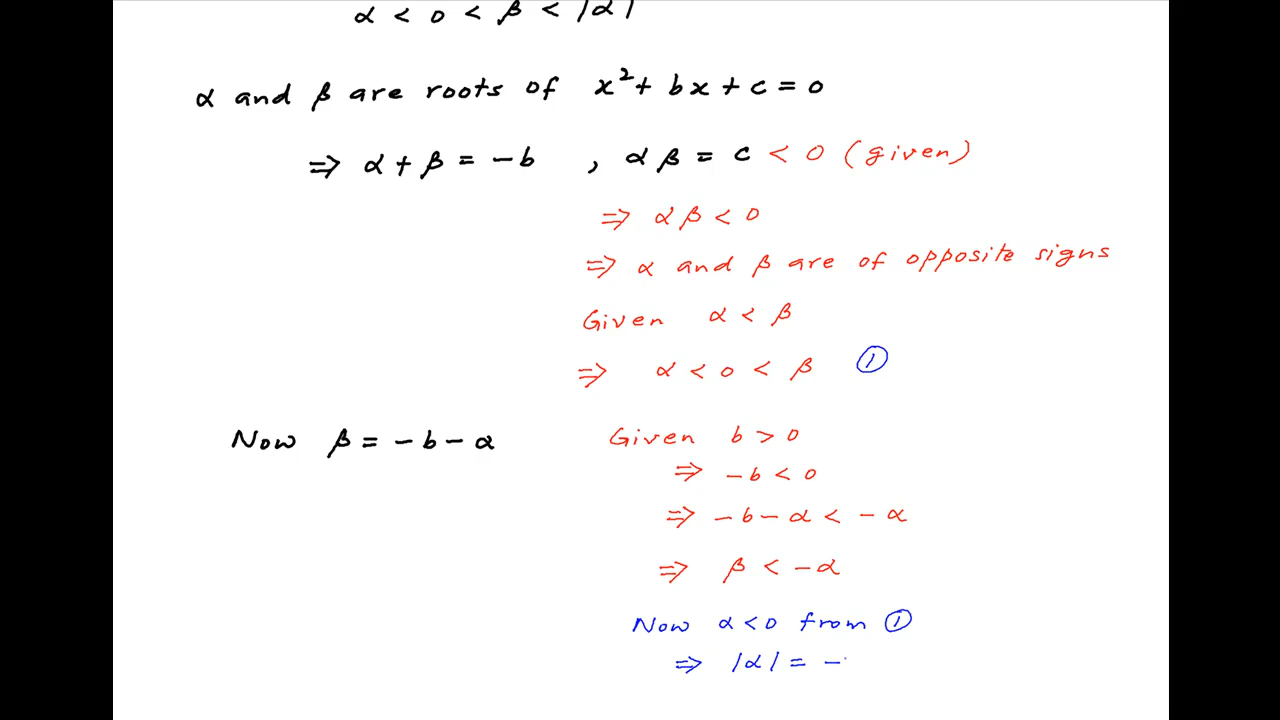 α < 0 < β < |α|
α and β are roots of x² + bx + c = 0
⇒ α + β = -b , αβ = c < 0 (given)
⇒ αβ < 0
⇒ α and β are of opposite signs
Given α < β
⇒ α < 0 < β ①
Now β = -b - α Given b > 0
⇒ -b < 0
⇒ -b - α < - α
⇒ β < -α
Now α < 0 from ①
⇒ |α| = -